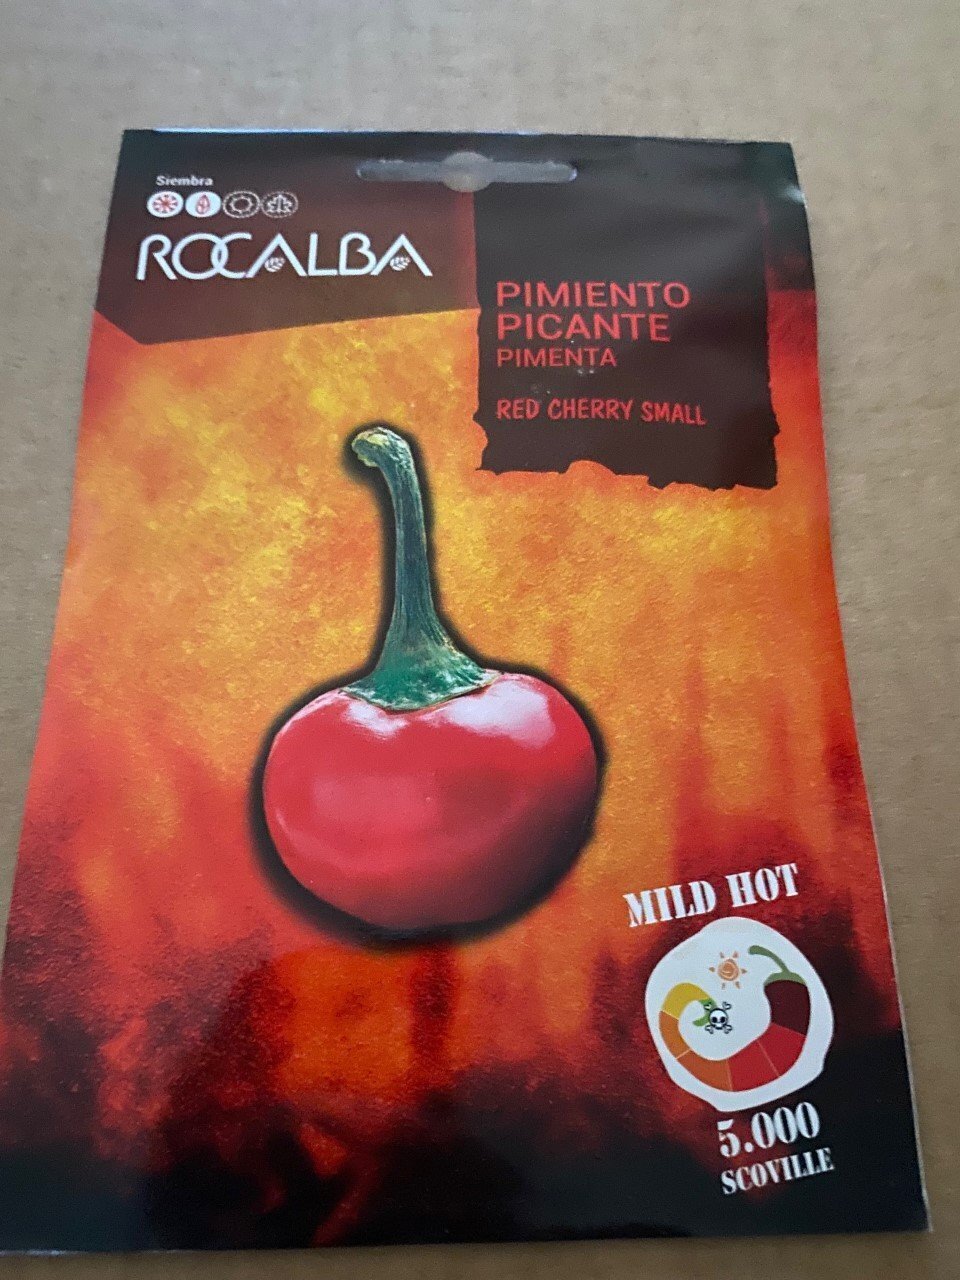 Siembra
ROCALBA
PIMIENTO
PICANTE
PIMENTA
RED CHERRY SMALL
MILD HOT
5.000
SCOVILLE